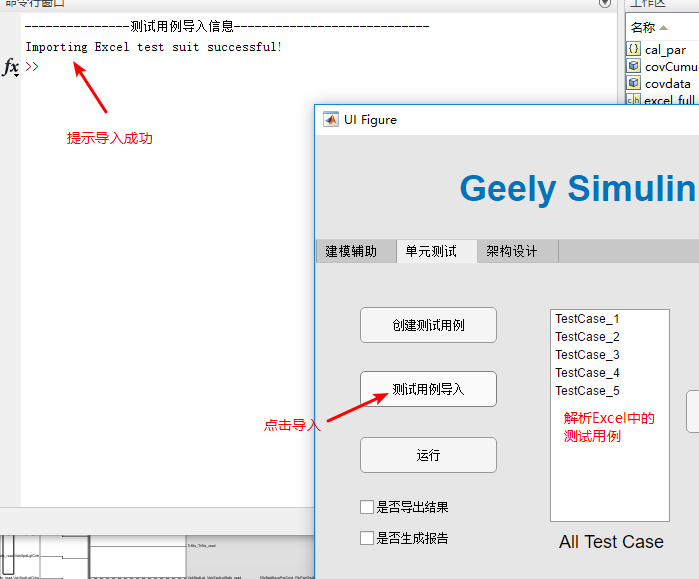 命令行窗口
工作区
---------------测试用例导入信息----------------------------
Importing Excel test suit successful!
fx >>
提示导入成功
名称
cal_par
covCumu
covdata
excel_full
UI Figure
Geely Simulin
建模辅助
单元测试
架构设计
创建测试用例
测试用例导入
点击导入
运行
是否导出结果
是否生成报告
TestCase_1
TestCase_2
TestCase_3
TestCase_4
TestCase_5
解析Excel中的
测试用例
All Test Case